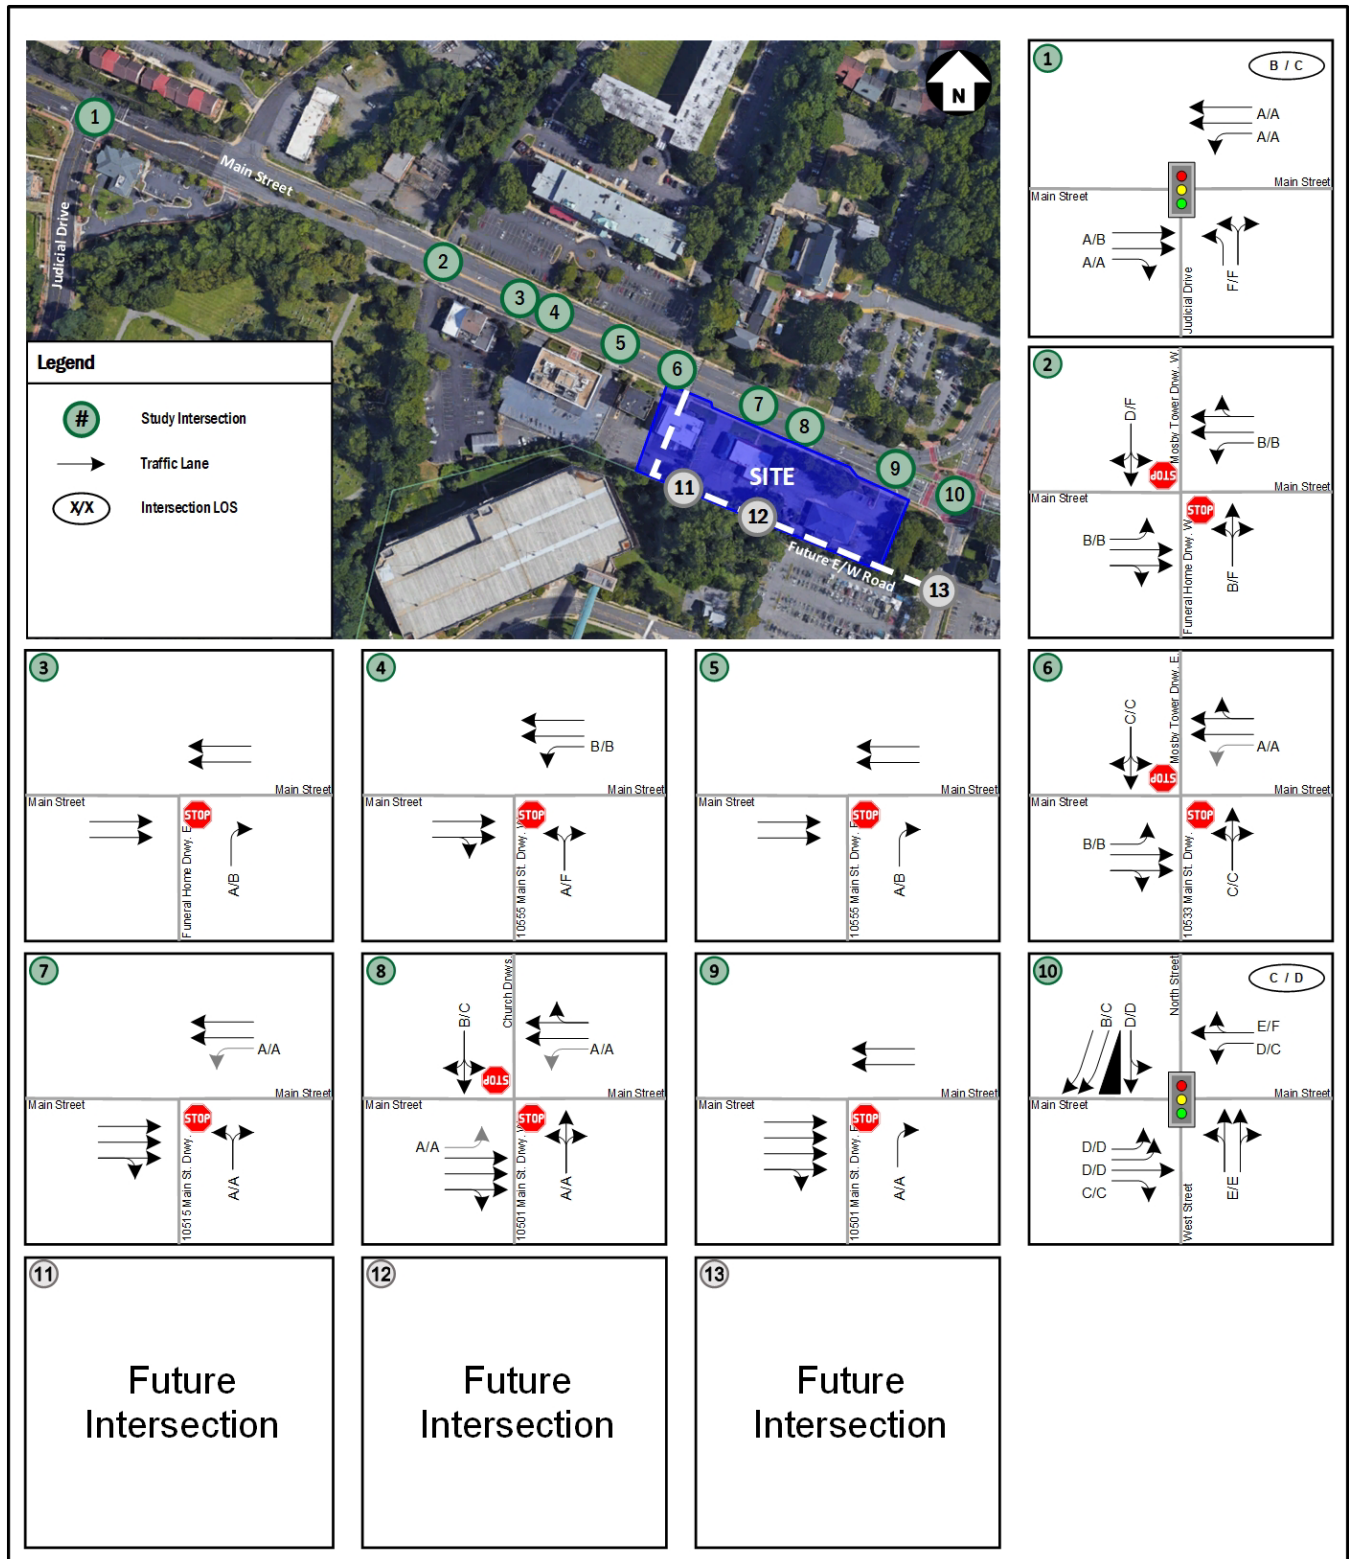 N
1
Main Street
Judicial Drive
2
3
4
5
6
7
8
9
10
SITE
11
12
Future E/W Road
13
Legend
#
Study Intersection
Traffic Lane
X/X
Intersection LOS
1
B / C
A/A
A/A
Main Street
Main Street
A/B
A/A
Judicial Drive
F/F
2
D/F
Mosby Tower Drwy. W.
B/B
STOP
Main Street
Main Street
STOP
B/B
Funeral Home Drwy. W.
B/F
3
Main Street
Main Street
STOP
Funeral Home Drwy. E.
A/B
4
B/B
Main Street
Main Street
STOP
10555 Main St. Drwy.
A/F
5
Main Street
Main Street
STOP
10555 Main St. Drwy.
A/B
6
C/C
Mosby Tower Drwy. E.
A/A
STOP
Main Street
Main Street
STOP
B/B
10533 Main St. Drwy.
C/C
7
A/A
Main Street
Main Street
STOP
10515 Main St. Drwy.
A/A
8
B/C
Church Drwys
A/A
STOP
Main Street
Main Street
STOP
A/A
10501 Main St. Drwy.
A/A
9
Main Street
Main Street
STOP
10501 Main St. Drwy.
A/A
10
C / D
B/C
D/D
North Street
E/F
D/C
Main Street
Main Street
D/D
D/D
C/C
West Street
E/E
11
Future
Intersection
12
Future
Intersection
13
Future
Intersection